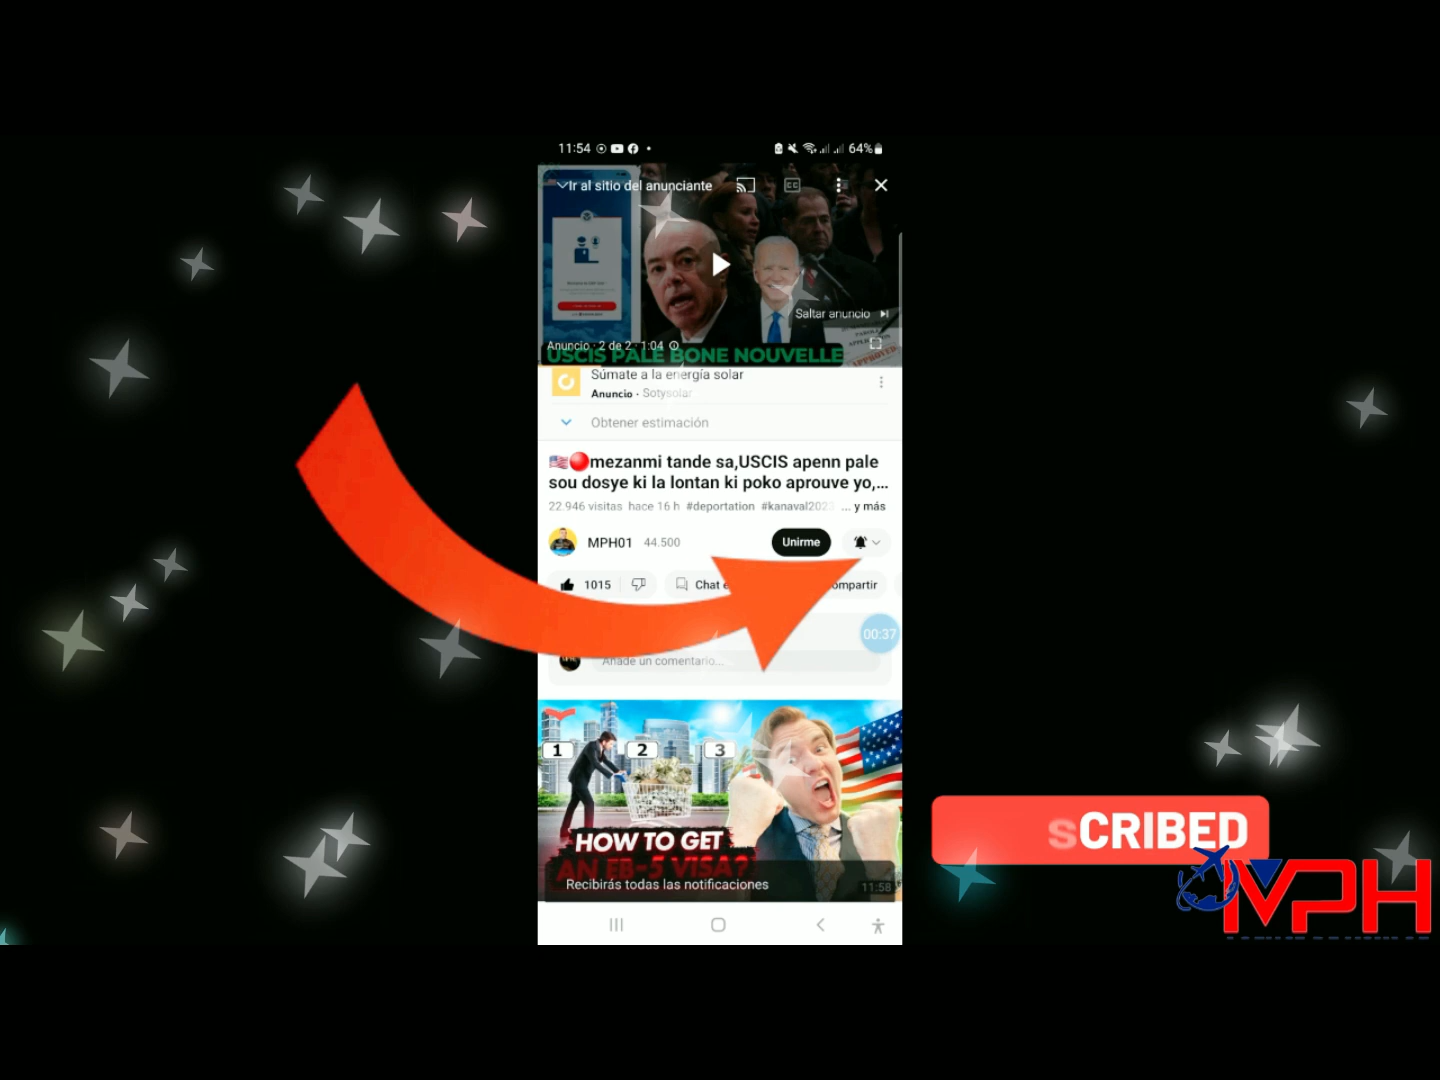 11:54
64%
Ir al sitio del anunciante
CC
Saltar anuncio
Anuncio · 2 de 2 · 1:04
USCIS PALE BONE NOUVELLE
APPROVED
Súmate a la energía solar
Anuncio · Sotysolar
Obtener estimación
mezanmi tande sa,USCIS apenn pale
sou dosye ki la lontan ki poko aprouve yo,...
22.946 visitas hace 16 h #deportation #kanaval2023 ... y más
MPH01 44.500
Unirme
1015
Chat e
ompartir
00:37
Añade un comentario...
1 2 3
HOW TO GET
AN EB-5 VISA?
Recibirás todas las notificaciones
11:58
SCRIBED
MPH